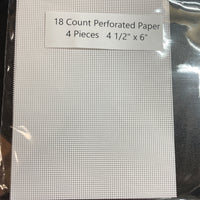 18 Count Perforated Paper
4 Pieces 4 1/2" x 6"